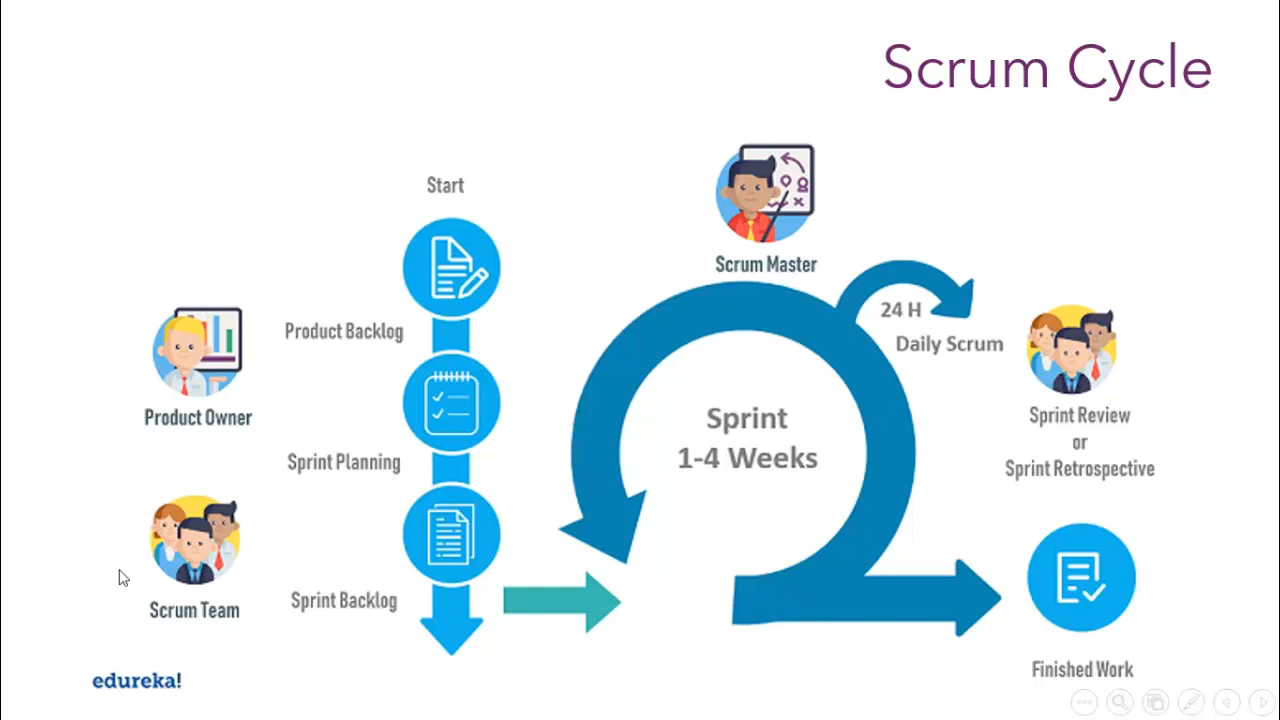 Scrum Cycle
Start
Scrum Master
24 H
Daily Scrum
Product Backlog
Product Owner
Sprint
1-4 Weeks
Sprint Review
or
Sprint Retrospective
Sprint Planning
Scrum Team
Sprint Backlog
Finished Work
edureka!